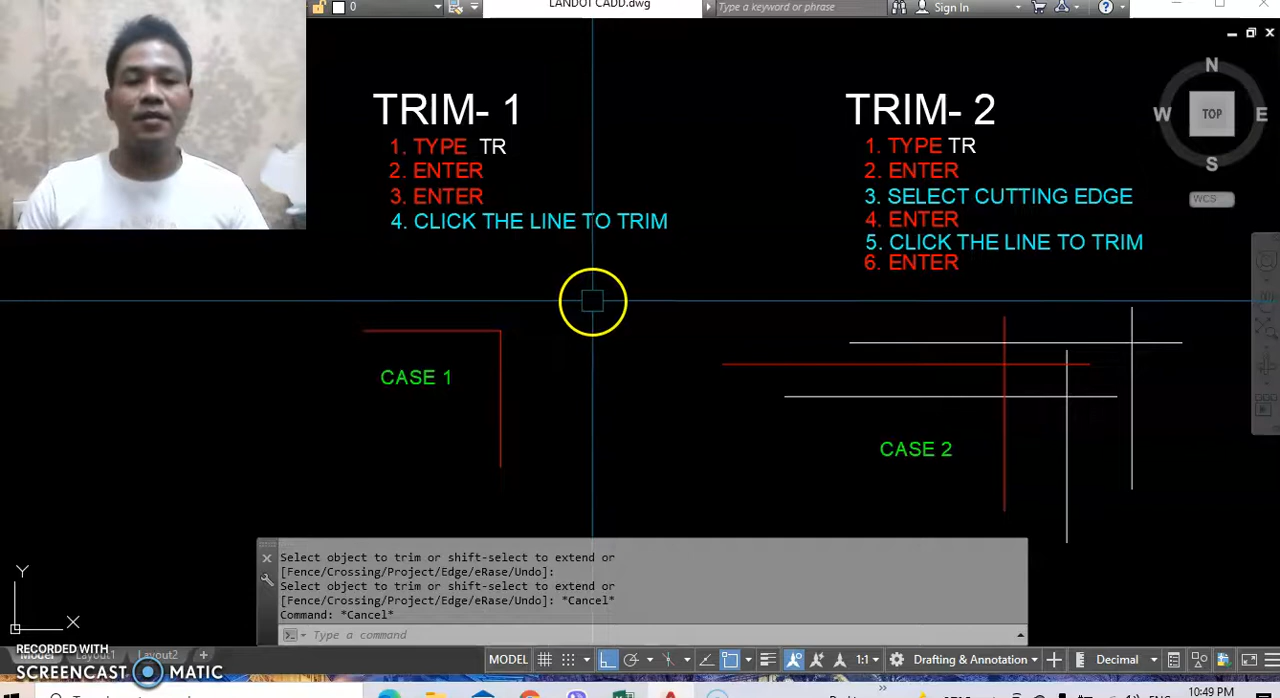 0
LANDOI CADD.dwg
Type a keyword or phrase
Sign In
N
W
TOP
E
S
WCS
TRIM- 1
1. TYPE TR
2. ENTER
3. ENTER
4. CLICK THE LINE TO TRIM
TRIM- 2
1. TYPE TR
2. ENTER
3. SELECT CUTTING EDGE
4. ENTER
5. CLICK THE LINE TO TRIM
6. ENTER
CASE 1
CASE 2
Select object to trim or shift-select to extend or
[Fence/Crossing/Project/Edge/eRase/Undo]:
Select object to trim or shift-select to extend or
[Fence/Crossing/Project/Edge/eRase/Undo]: *Cancel*
Command: *Cancel*
Type a command
Y
X
RECORDED WITH
SCREENCAST MATIC
Model
Layout1
Layout2
MODEL
1:1
Drafting & Annotation
Decimal
10:49 PM